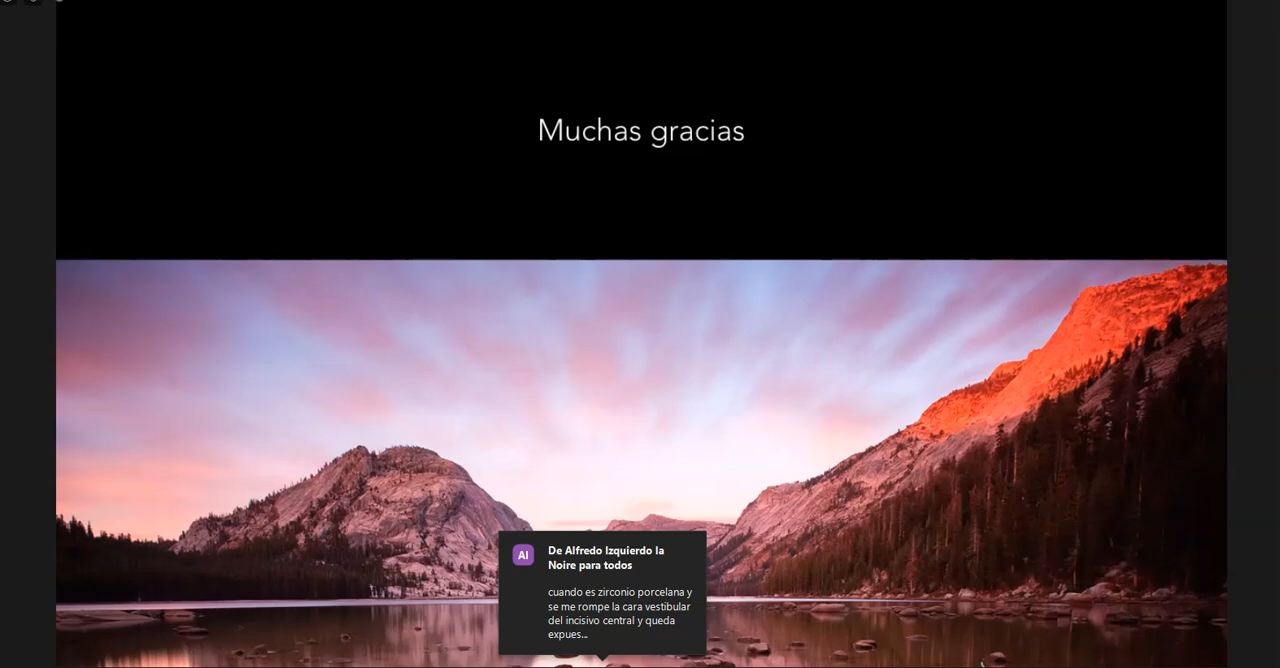 Muchas gracias
AI
De Alfredo Izquierdo la
Noire para todos
cuando es zirconio porcelana y
se me rompe la cara vestibular
del incisivo central y queda
expues...